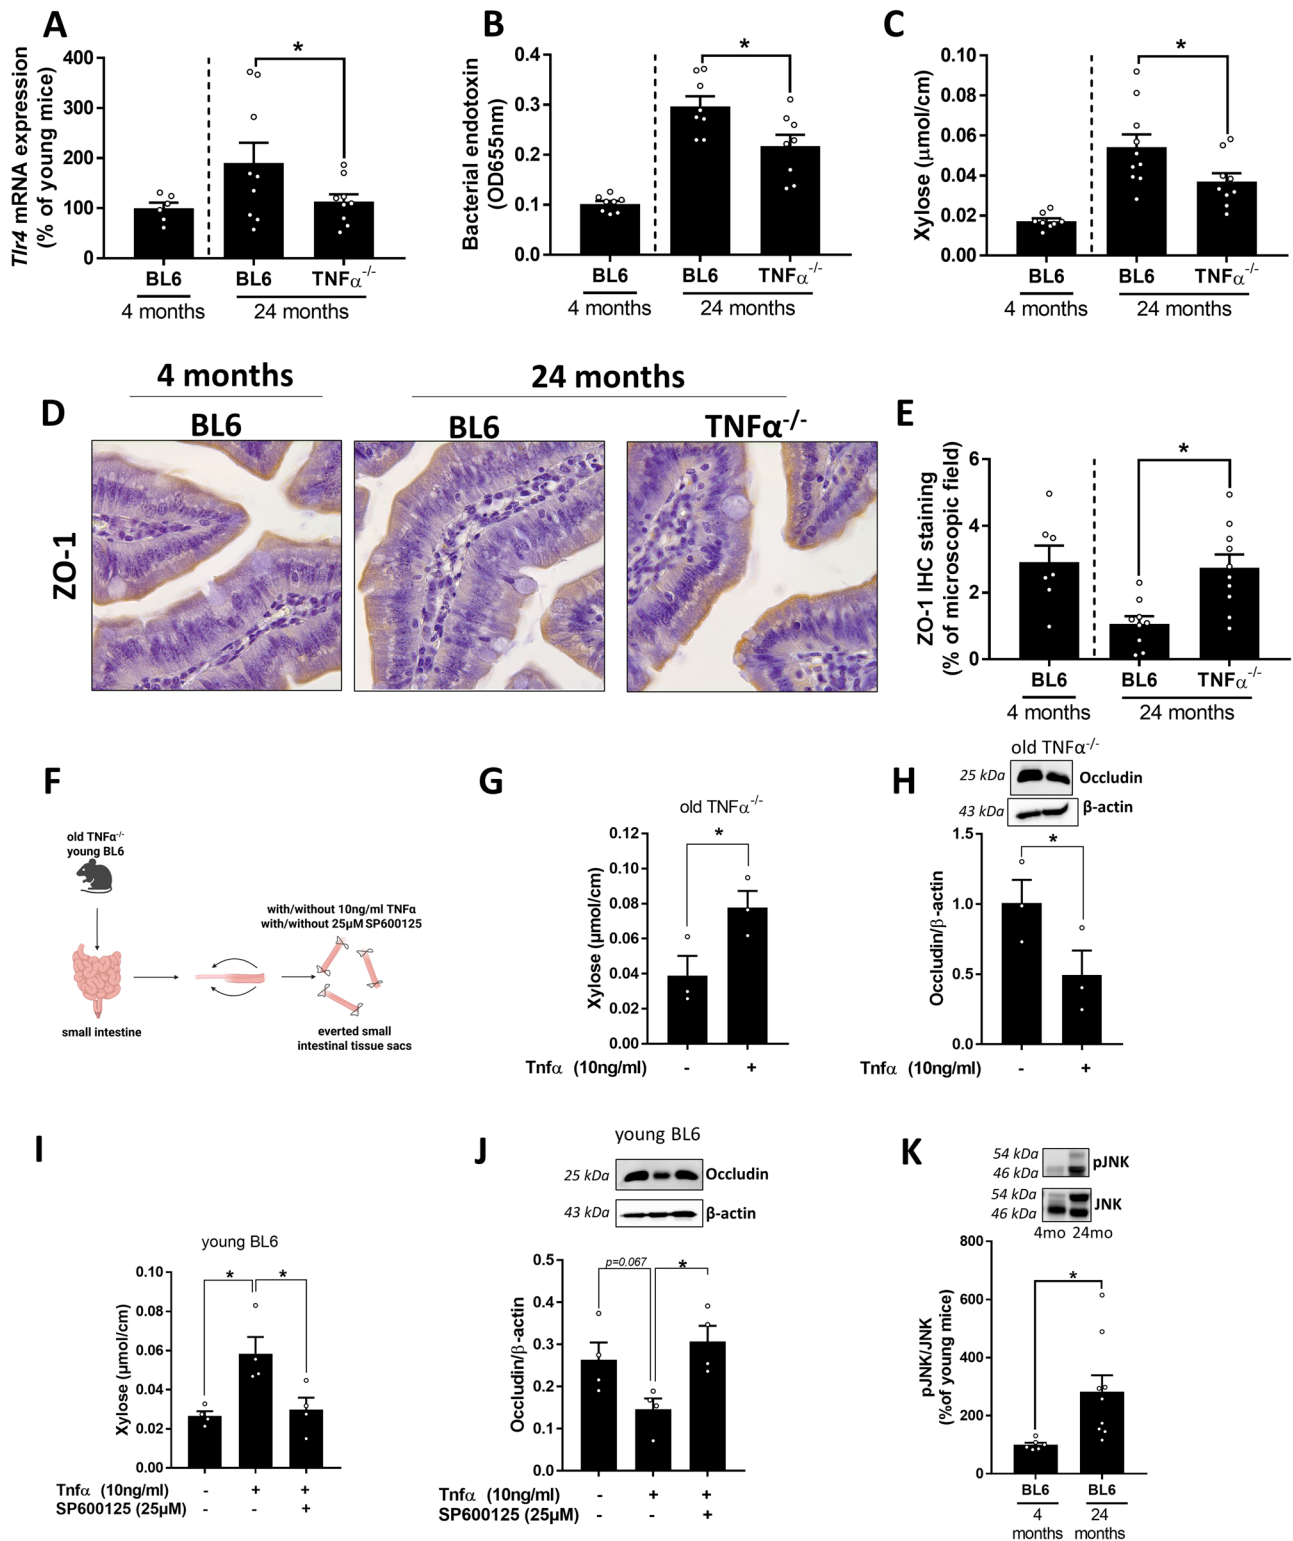 A
Tlr4 mRNA expression
(% of young mice)
400
300
200
100
0
*
BL6
BL6
TNFα-/-
4 months
24 months
B
Bacterial endotoxin
(OD655nm)
0.4
0.3
0.2
0.1
0.0
*
BL6
BL6
TNFα-/-
4 months
24 months
C
Xylose (μmol/cm)
0.10
0.08
0.06
0.04
0.02
0.00
*
BL6
BL6
TNFα-/-
4 months
24 months
D
4 months
24 months
BL6
BL6
TNFα-/-
ZO-1
E
ZO-1 IHC staining
(% of microscopic field)
6
4
2
0
*
BL6
BL6
TNFα-/-
4 months
24 months
F
old TNFα-/-
young BL6
small intestine
with/without 10ng/ml TNFα
with/without 25μM SP600125
everted small
intestinal tissue sacs
G
old TNFα-/-
Xylose (μmol/cm)
0.12
0.10
0.08
0.06
0.04
0.02
0.00
*
Tnfα (10ng/ml) - +
H
old TNFα-/-
25 kDa Occludin
43 kDa β-actin
Occludin/β-actin
1.5
1.0
0.5
0.0
*
Tnfα (10ng/ml) - +
I
young BL6
Xylose (μmol/cm)
0.10
0.08
0.06
0.04
0.02
0.00
* *
Tnfα (10ng/ml) - + +
SP600125 (25μM) - - +
J
young BL6
25 kDa Occludin
43 kDa β-actin
Occludin/β-actin
0.5
0.4
0.3
0.2
0.1
0.0
p=0.067 *
Tnfα (10ng/ml) - + +
SP600125 (25μM) - - +
K
54 kDa
46 kDa
pJNK
54 kDa
46 kDa
JNK
4mo 24mo
pJNK/JNK
(%of young mice)
800
600
400
200
0
*
BL6
BL6
4
months
24
months